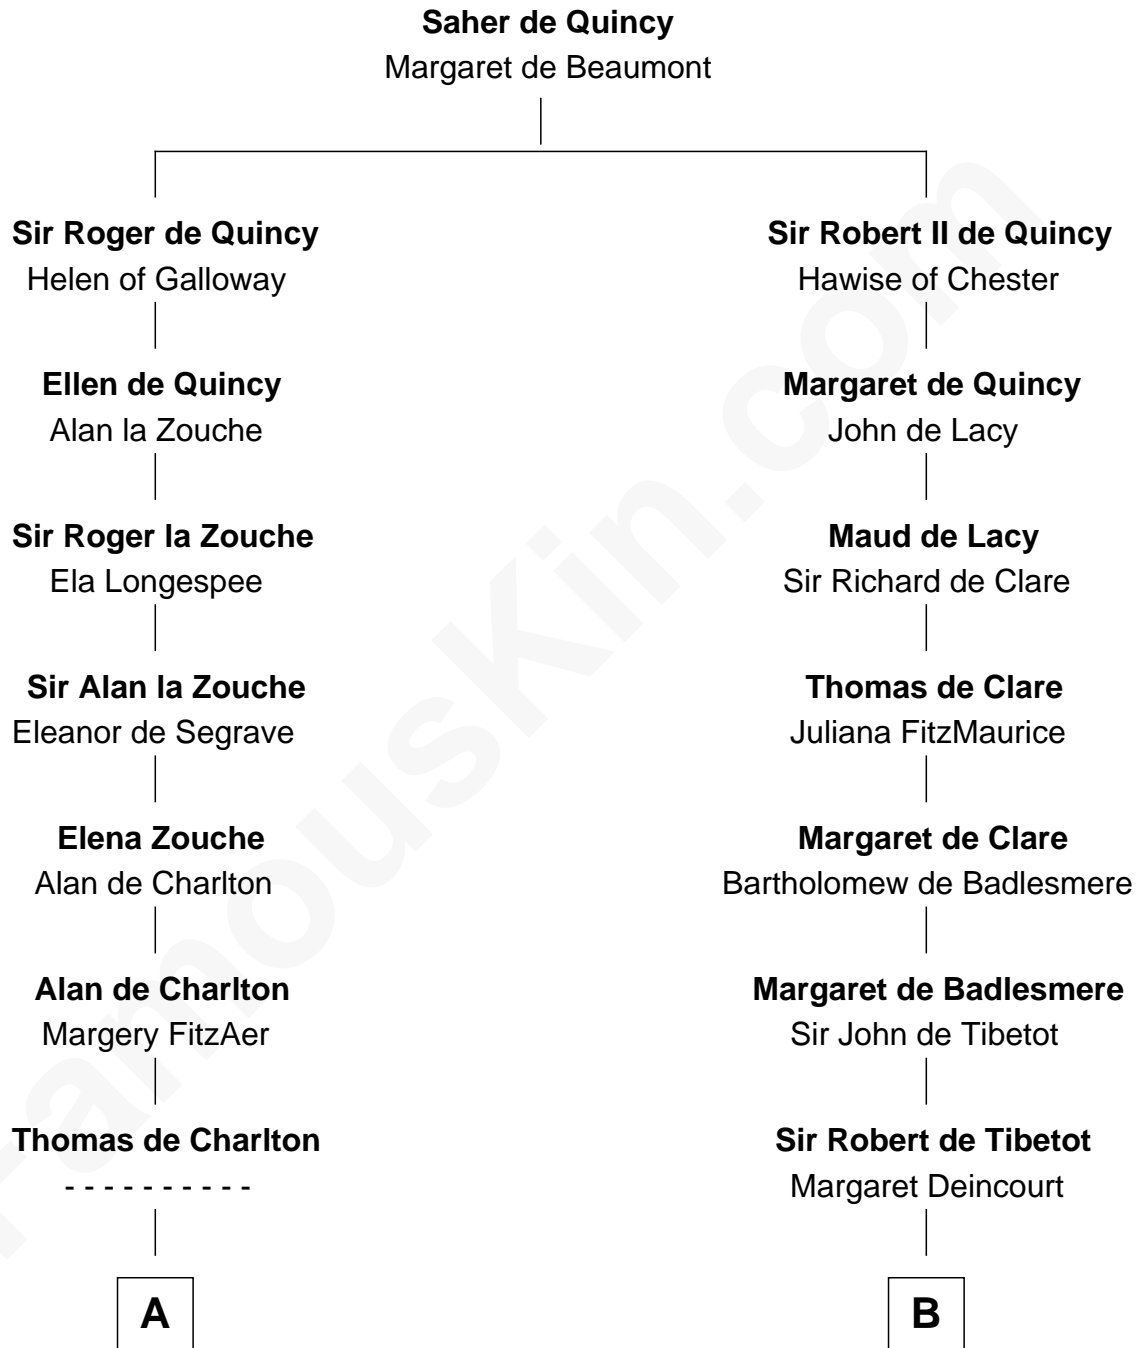 Saher de Quincy
Margaret de Beaumont
Sir Roger de Quincy
Helen of Galloway
Sir Robert II de Quincy
Hawise of Chester
Ellen de Quincy
Alan la Zouche
Margaret de Quincy
John de Lacy
Sir Roger la Zouche
Ela Longespee
Maud de Lacy
Sir Richard de Clare
Sir Alan la Zouche
Eleanor de Segrave
Thomas de Clare
Juliana FitzMaurice
Elena Zouche
Alan de Charlton
Margaret de Clare
Bartholomew de Badlesmere
Alan de Charlton
Margery FitzAer
Margaret de Badlesmere
Sir John de Tibetot
Thomas de Charlton
- - - - - - - - - -
Sir Robert de Tibetot
Margaret Deincourt
A
B
FamousKin.com